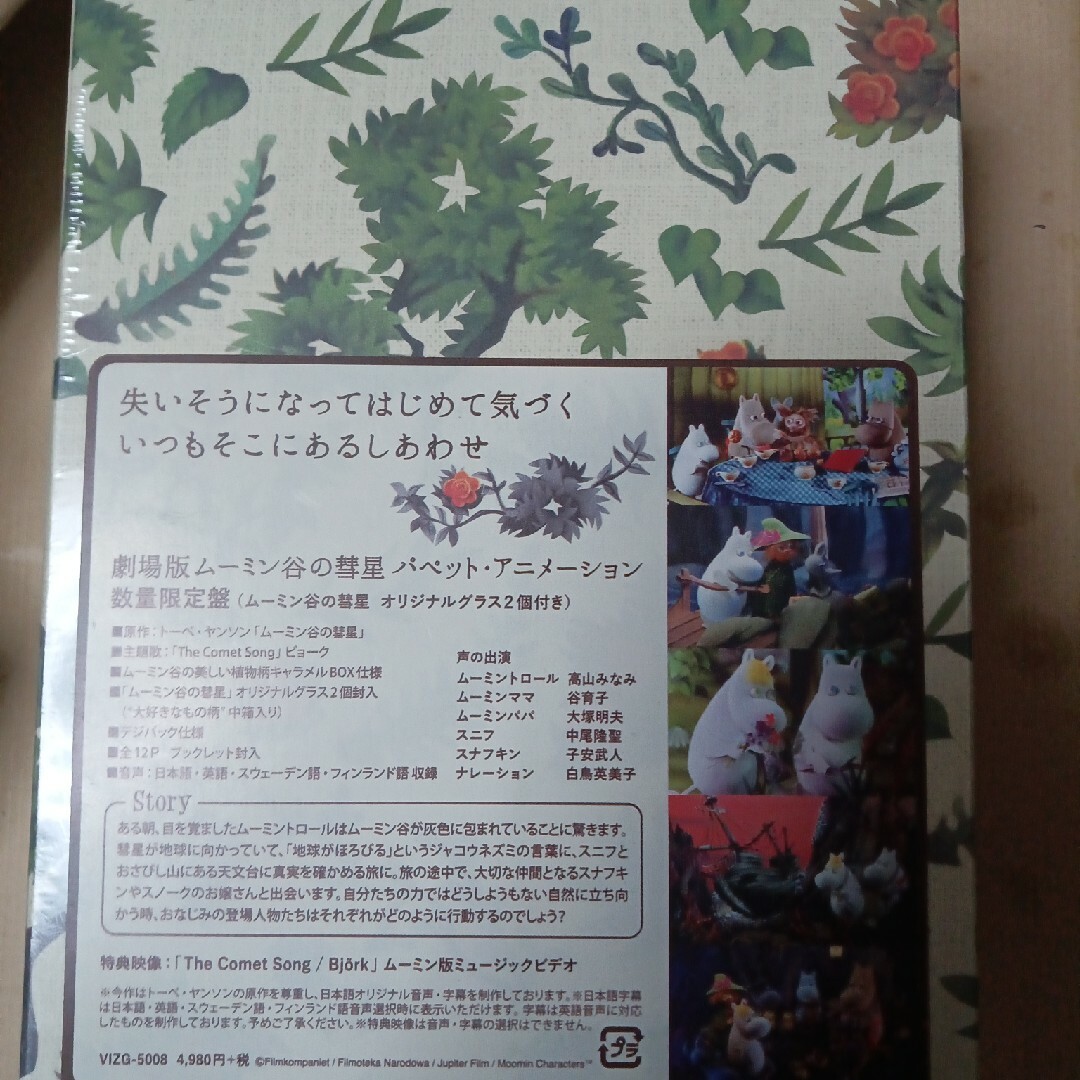 失いそうになってはじめて気づく
いつもそこにあるしあわせ
劇場版 ムーミン谷の彗星 パペット・アニメーション
数量限定盤（ムーミン谷の彗星 オリジナルグラス2個付き）
■原作：トーベ・ヤンソン「ムーミン谷の彗星」
■主題歌：「The Comet Song」ビョーク
■ムーミン谷の美しい植物柄キャラメルBOX仕様
■「ムーミン谷の彗星」オリジナルグラス2個封入
（“大好きなもの柄”中箱入り）
■デジパック仕様
■全12P ブックレット封入
■音声：日本語・英語・スウェーデン語・フィンランド語 収録
声の出演
ムーミントロール 高山みなみ
ムーミンママ 谷育子
ムーミンパパ 大塚明夫
スニフ 中尾隆聖
スナフキン 子安武人
ナレーション 白鳥英美子
Story
ある朝、目を覚ましたムーミントロールはムーミン谷が灰色に包まれていることに驚きます。
彗星が地球に向かっていて、「地球がほろびる」というジャコウネズミの言葉に、スニフと
おさびし山にある天文台に真実を確かめる旅に。旅の途中で、大切な仲間となるスナフキ
ンやスノークのお嬢さんと出会います。自分たちの力ではどうしようもない自然に立ち向
かう時、おなじみの登場人物たちはそれぞれがどのように行動するのでしょう？
特典映像：「The Comet Song / Björk」ムーミン版ミュージックビデオ
※今作はトーベ・ヤンソンの原作を尊重し、日本語オリジナル音声・字幕を制作しております。※日本語字幕
は日本語・英語・スウェーデン語・フィンランド語音声選択時に表示いただけます。字幕は英語音声に対応
したものを制作しております。予めご了承ください。※特典映像は音声・字幕の選択はできません。
VIZG-5008 4,980円+税 ©Filmkompaniet / Filmoteka Narodowa / Jupiter Film / Moomin Characters™
プラ